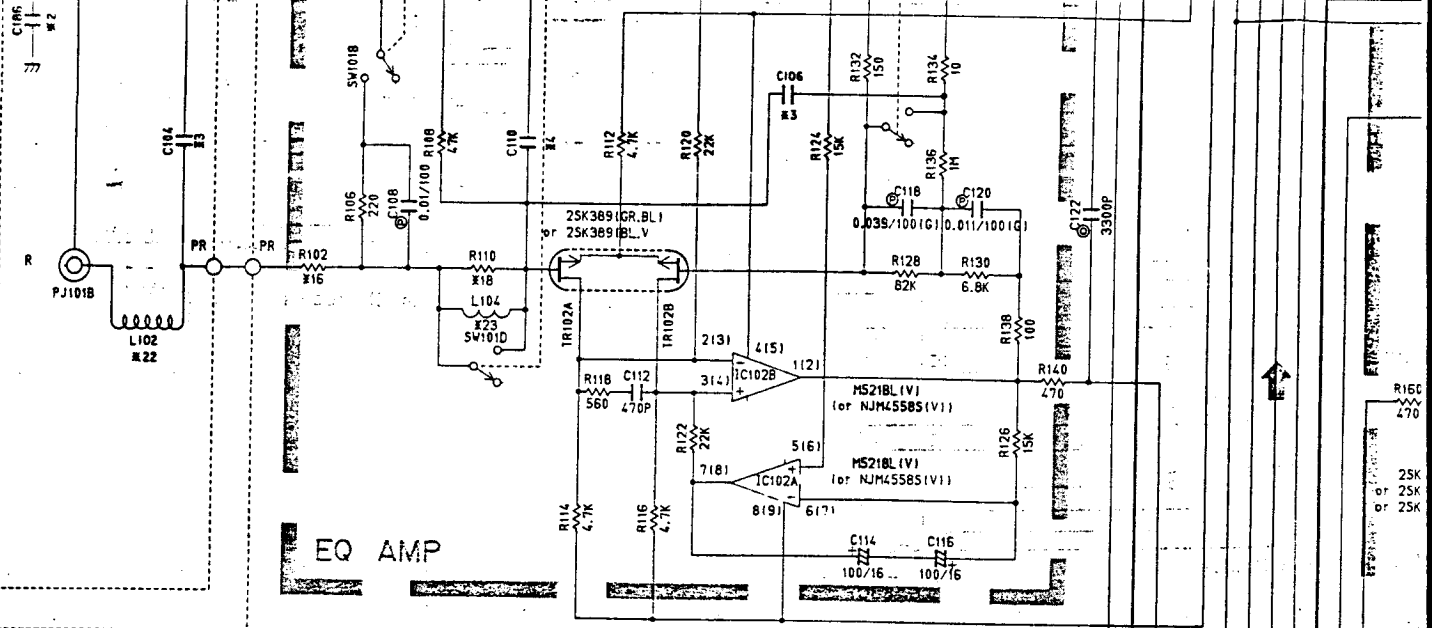 C186
※2
SW101B
C104
※3
R108
47K
C110
※4
R112
4.7K
R120
22K
C106
※3
R124
15K
R132
150
R134
10
R136
1M
R106
220
C108
0.01/100
P
2SK389(GR.BL)
or 2SK389(BL.V
P
C118
0.039/100(G)
P
C120
0.011/100(G)
C122
3300P
R
PJ101B
PR
PR
R102
※16
R110
※18
L104
※23
SW101D
L102
※22
TR102A
TR102B
R128
82K
R130
6.8K
R138
100
2(3)
4(5)
1(2)
3(4)
IC102B
R118
560
C112
470P
M5218L(V)
(or NJM4558S(V))
R140
470
R122
22K
R126
15K
5(6)
7(8)
IC102A
M5218L(V)
(or NJM4558S(V))
8(9)
6(7)
R114
4.7K
R116
4.7K
C114
100/16
C116
100/16
EQ AMP
R160
470
2SK
or 2SK
or 2SK